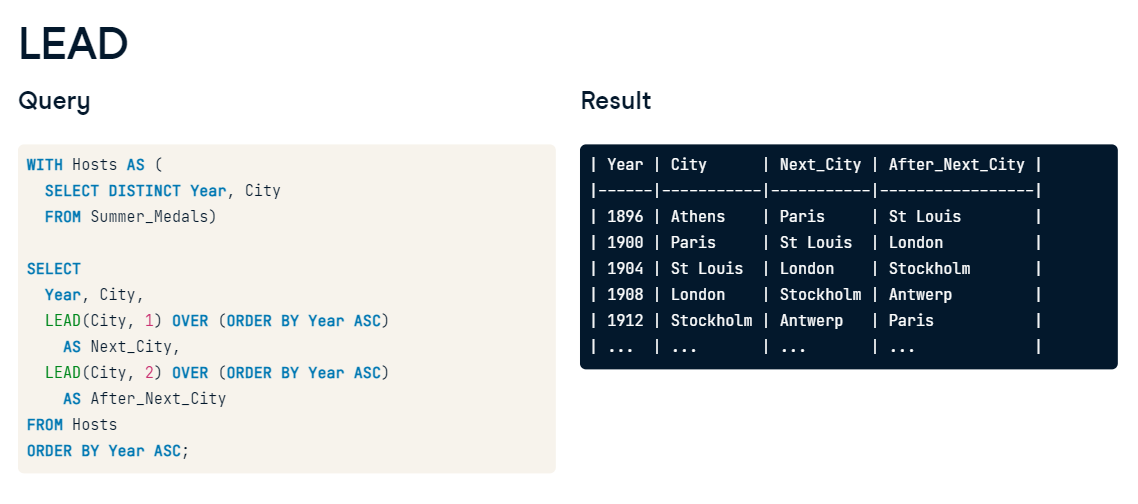 LEAD
Query
WITH Hosts AS (
  SELECT DISTINCT Year, City
  FROM Summer_Medals)

SELECT
  Year, City,
  LEAD(City, 1) OVER (ORDER BY Year ASC)
    AS Next_City,
  LEAD(City, 2) OVER (ORDER BY Year ASC)
    AS After_Next_City
FROM Hosts
ORDER BY Year ASC;
Result
| Year | City      | Next_City | After_Next_City |
|------|-----------|-----------|-----------------|
| 1896 | Athens    | Paris     | St Louis        |
| 1900 | Paris     | St Louis  | London          |
| 1904 | St Louis  | London    | Stockholm       |
| 1908 | London    | Stockholm | Antwerp         |
| 1912 | Stockholm | Antwerp   | Paris           |
| ...  | ...       | ...       | ...             |